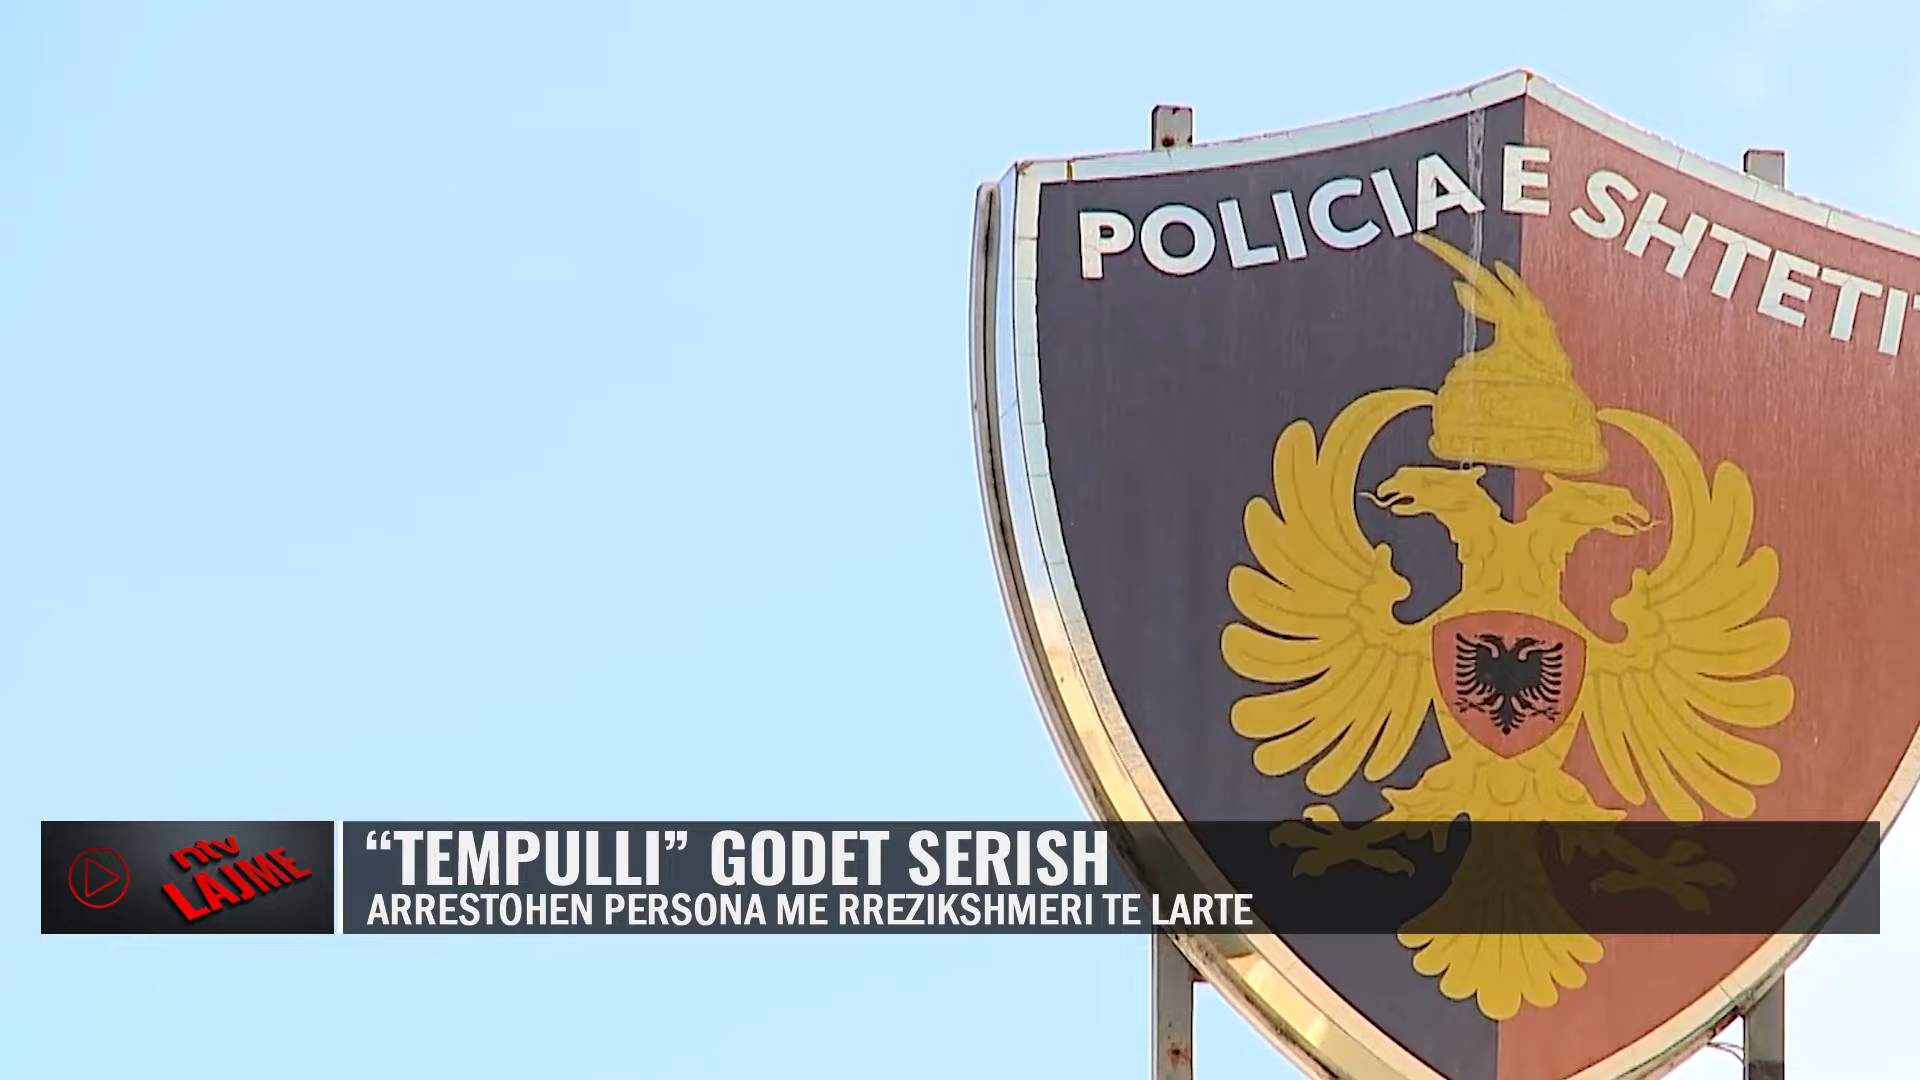 POLICIA E SHTETIT
ntv
LAJME
“TEMPULLI” GODET SERISH
ARRESTOHEN PERSONA ME RREZIKSHMERI TE LARTE